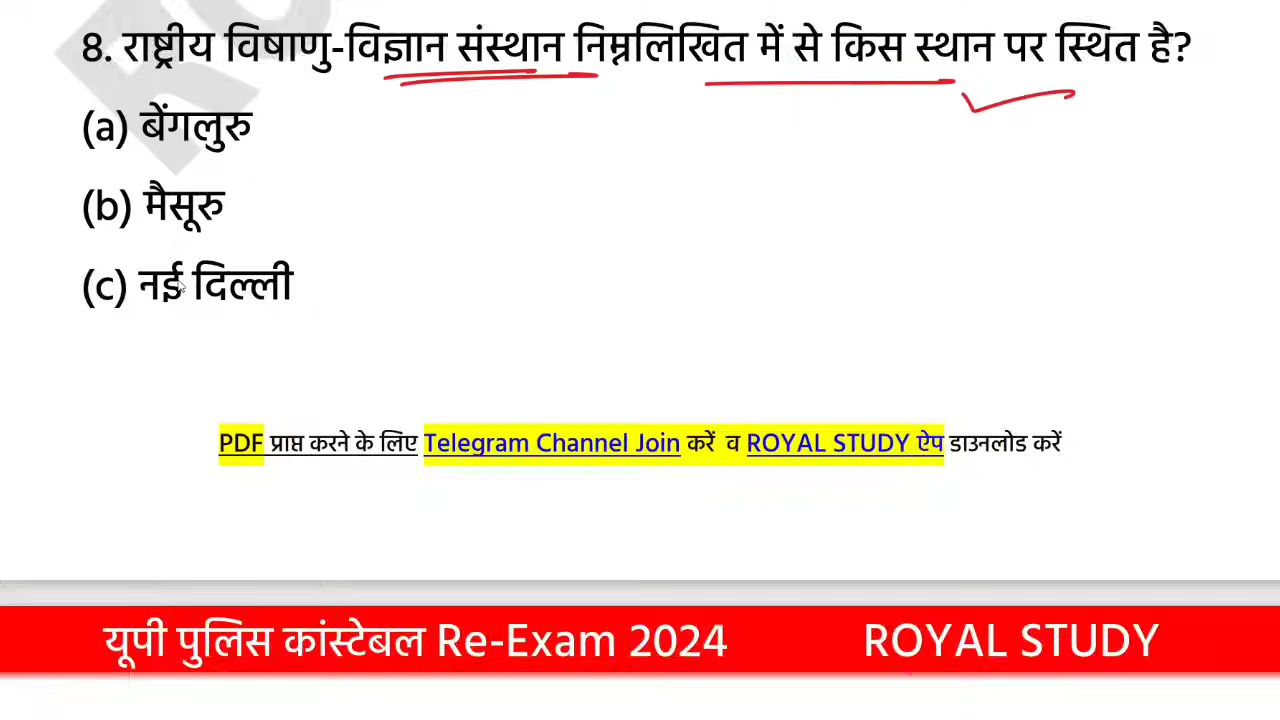 8. राष्ट्रीय विषाणु-विज्ञान संस्थान निम्नलिखित में से किस स्थान पर स्थित है?
(a) बेंगलुरु
(b) मैसूरु
(c) नई दिल्ली
PDF प्राप्त करने के लिए Telegram Channel Join करें व ROYAL STUDY ऐप डाउनलोड करें
यूपी पुलिस कांस्टेबल Re-Exam 2024 ROYAL STUDY